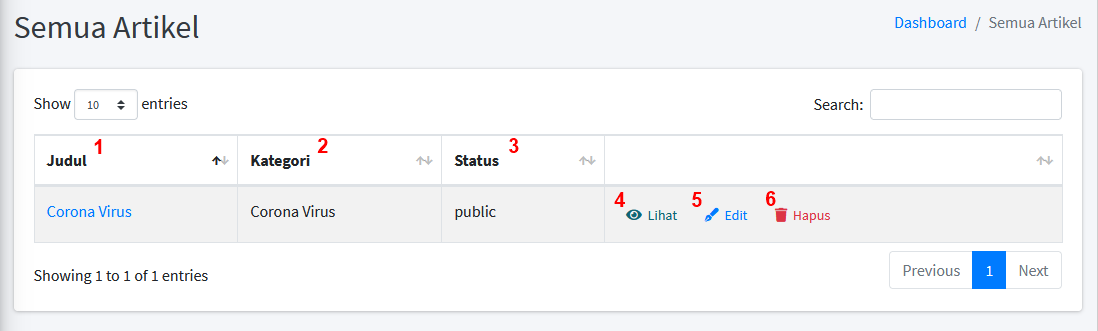 Semua Artikel
Dashboard / Semua Artikel
Show 10 entries
Search:
Judul 1 Kategori 2 Status 3
Corona Virus Corona Virus public 4 Lihat 5 Edit 6 Hapus
Showing 1 to 1 of 1 entries
Previous 1 Next